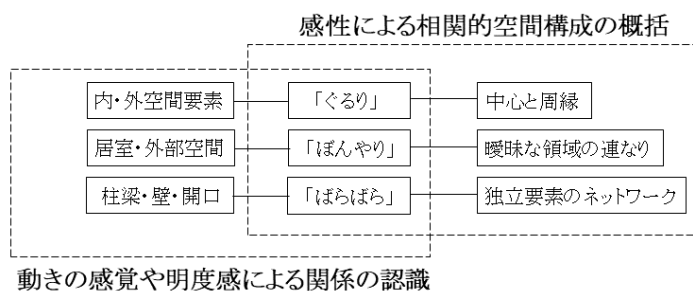 感性による相関的空間構成の概括
内・外空間要素 「ぐるり」 中心と周縁
居室・外部空間 「ぼんやり」 曖昧な領域の連なり
柱梁・壁・開口 「ばらばら」 独立要素のネットワーク
動きの感覚や明度感による関係の認識